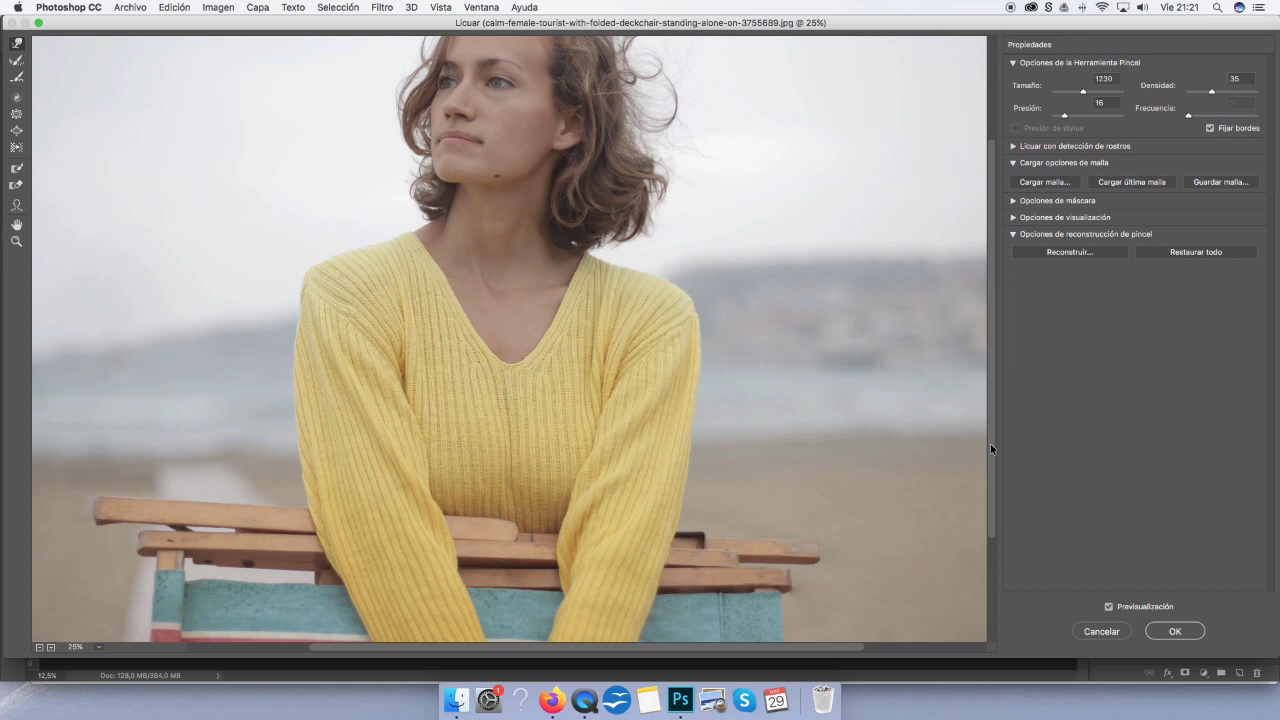 Photoshop CC Archivo Edición Imagen Capa Texto Selección Filtro 3D Vista Ventana Ayuda Vie 21:21
Licuar (calm-female-tourist-with-folded-deckchair-standing-alone-on-3755689.jpg @ 25%)
Propiedades
Opciones de la Herramienta Pincel
Tamaño: 1230 Densidad: 35
Presión: 16 Frecuencia:
Presión de stylus Fijar bordes
Licuar con detección de rostros
Cargar opciones de malla
Cargar malla... Cargar última malla Guardar malla...
Opciones de máscara
Opciones de visualización
Opciones de reconstrucción de pincel
Reconstruir... Restaurar todo
Previsualización
Cancelar OK
25%
12,5% Doc: 128,0 MB/384,0 MB
1
Ps
29